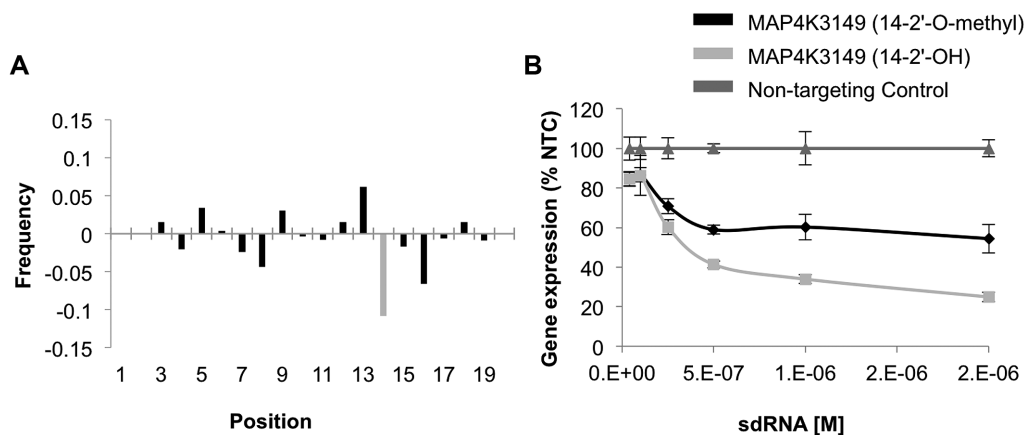 MAP4K3149 (14-2'-O-methyl)
MAP4K3149 (14-2'-OH)
Non-targeting Control
A
B
Frequency
0.15
0.1
0.05
0
-0.05
-0.1
-0.15
1 3 5 7 9 11 13 15 17 19
Position
Gene expression (% NTC)
120
100
80
60
40
20
0
0.E+00 5.E-07 1.E-06 2.E-06 2.E-06
sdRNA [M]